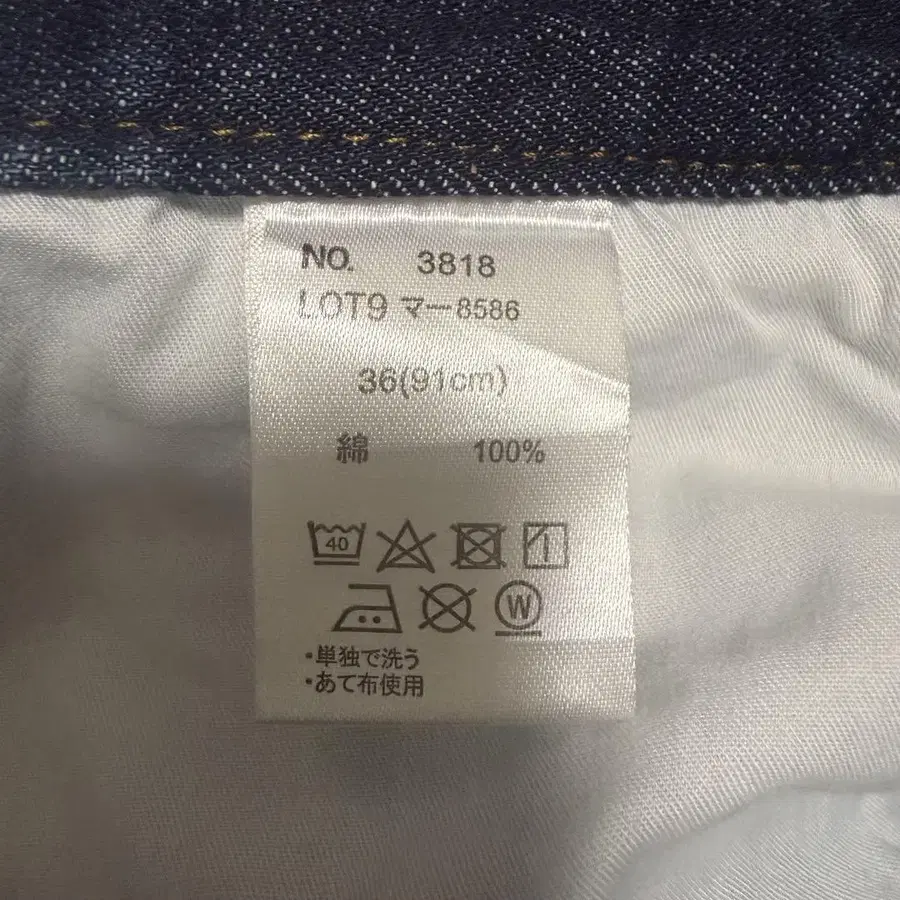 NO. 3818
LOT9 マー8586
36(91cm)
綿 100%
40
W
・単独で洗う
・あて布使用